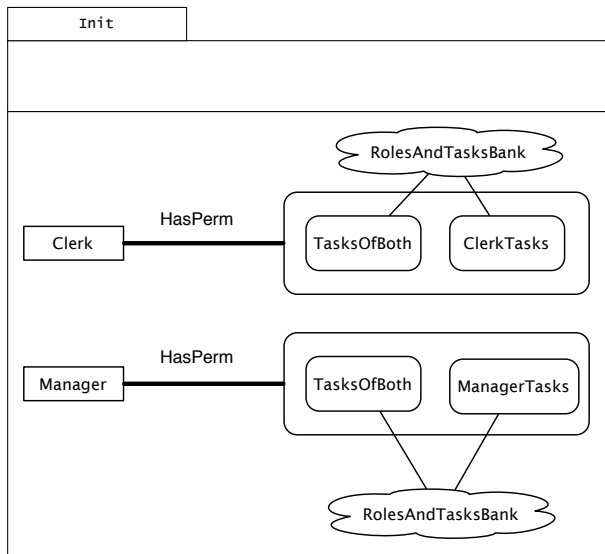 Init
RolesAndTasksBank
HasPerm
Clerk
TasksOfBoth
ClerkTasks
HasPerm
Manager
TasksOfBoth
ManagerTasks
RolesAndTasksBank